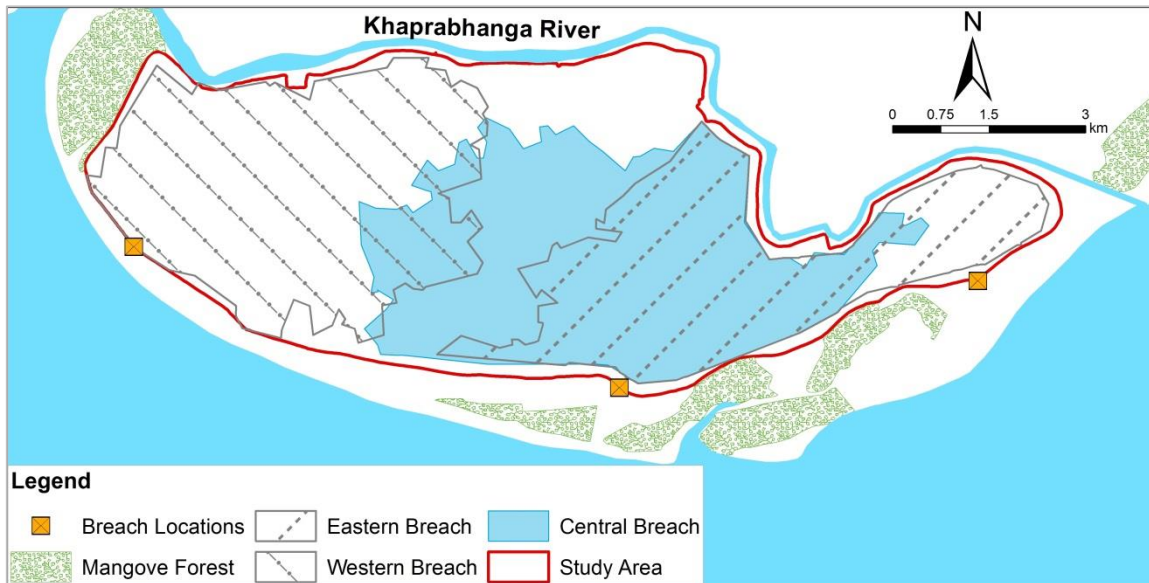 Khaprabhanga River
N
0 0.75 1.5 3
km
Legend
Breach Locations Eastern Breach Central Breach
Mangove Forest Western Breach Study Area